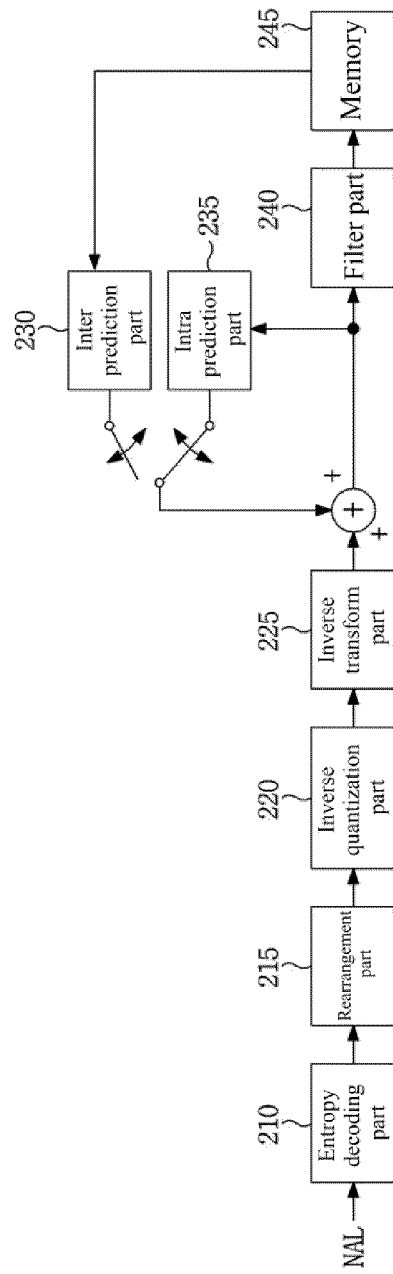 NAL
210
Entropy
decoding
part
215
Rearrangement
part
220
Inverse
quantization
part
225
Inverse
transform
part
+
+
+
230
Inter
prediction
part
235
Intra
prediction
part
240
Filter part
245
Memory